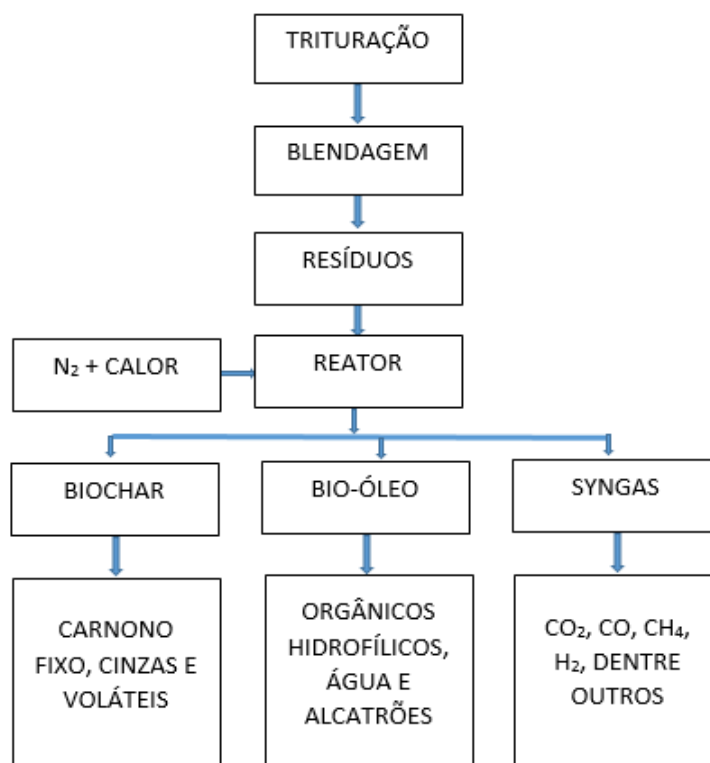 TRITURAÇÃO
BLENDAGEM
RESÍDUOS
N₂ + CALOR
REATOR
BIOCHAR
BIO-ÓLEO
SYNGAS
CARNONO
FIXO, CINZAS E
VOLÁTEIS
ORGÂNICOS
HIDROFÍLICOS,
ÁGUA E
ALCATRÕES
CO₂, CO, CH₄,
H₂, DENTRE
OUTROS